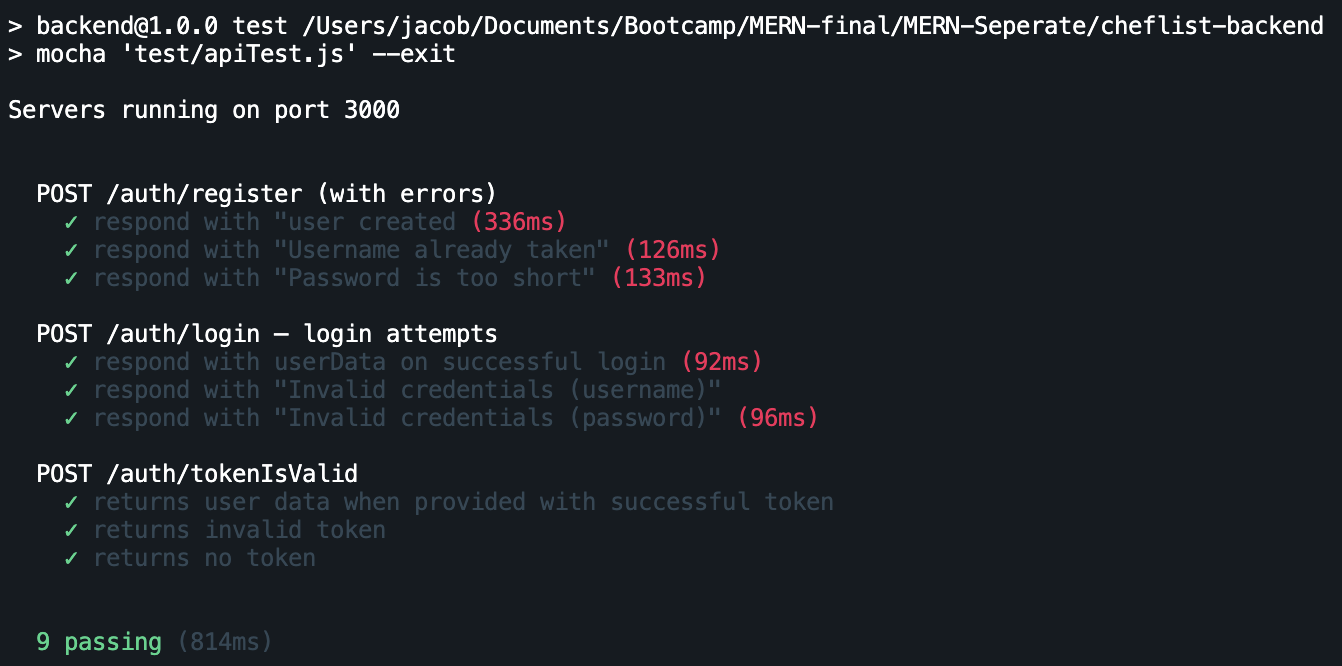 > backend@1.0.0 test /Users/jacob/Documents/Bootcamp/MERN-final/MERN-Seperate/cheflist-backend
> mocha 'test/apiTest.js' --exit
Servers running on port 3000
POST /auth/register (with errors)
✓ respond with "user created (336ms)
✓ respond with "Username already taken" (126ms)
✓ respond with "Password is too short" (133ms)
POST /auth/login – login attempts
✓ respond with userData on successful login (92ms)
✓ respond with "Invalid credentials (username)"
✓ respond with "Invalid credentials (password)" (96ms)
POST /auth/tokenIsValid
✓ returns user data when provided with successful token
✓ returns invalid token
✓ returns no token
9 passing (814ms)